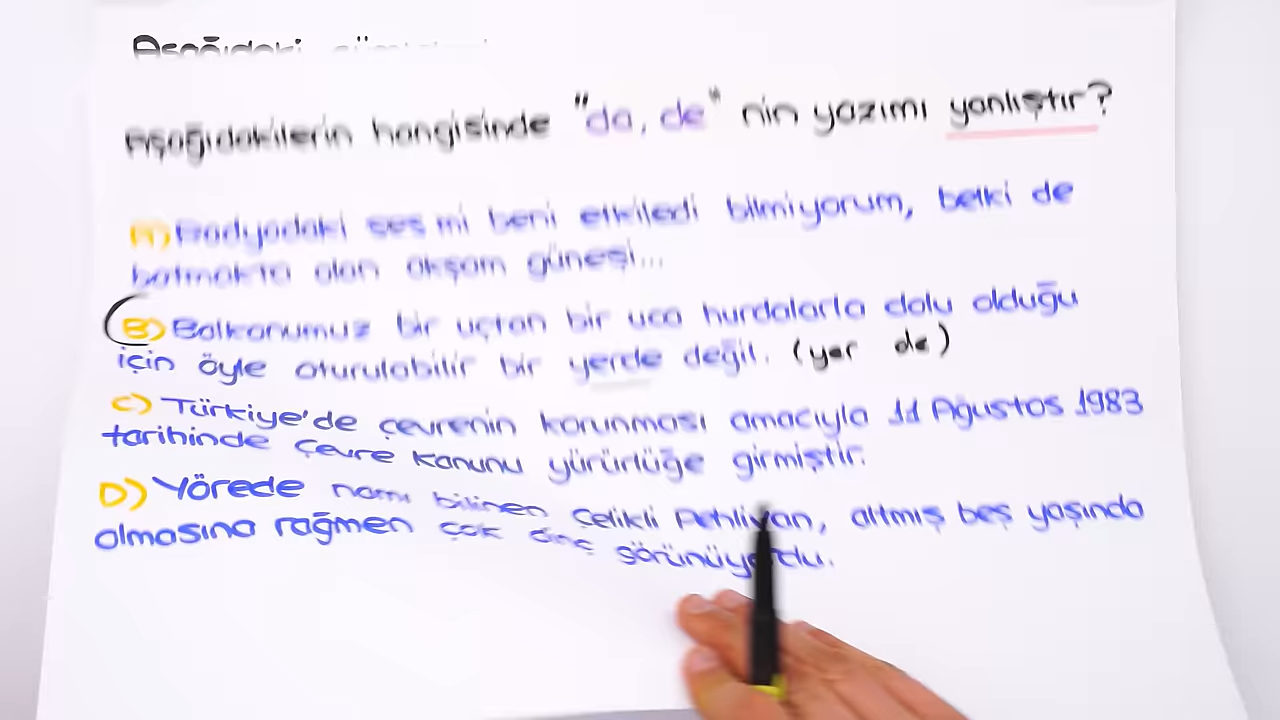 Aşağıdaki
Aşağıdakilerin hangisinde "da, de" nin yazımı yanlıştır?
A) Radyodaki ses mi beni etkiledi bilmiyorum, belki de
batmakta olan akşam güneşi...
B) Balkonumuz bir uçtan bir uca hurdalarla dolu olduğu
için öyle oturulabilir bir yerde değil. (yer de)
C) Türkiye'de çevrenin korunması amacıyla 11 Ağustos 1983
tarihinde Çevre Kanunu yürürlüğe girmiştir.
D) Yörede namı bilinen Çelikli Pehlivan, altmış beş yaşında
olmasına rağmen çok dinç görünüyordu.